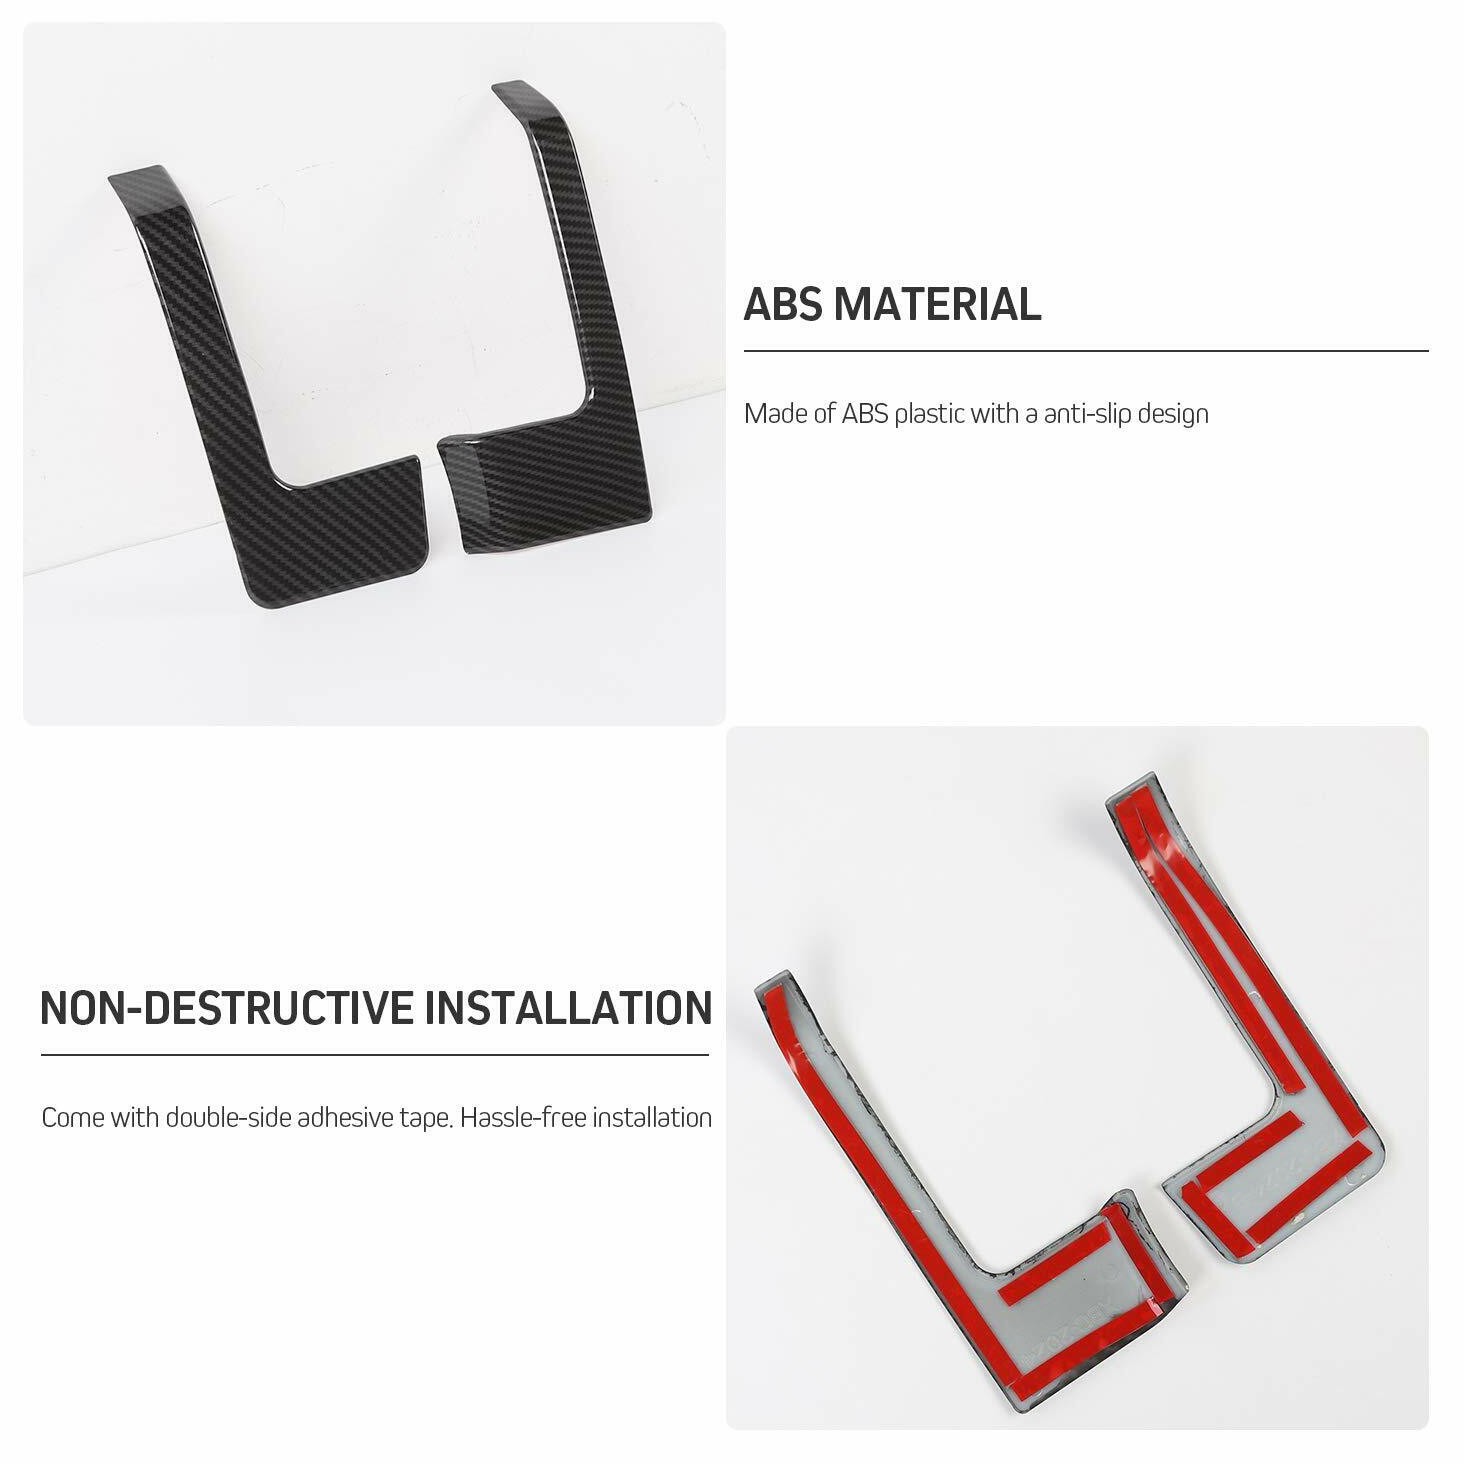 ABS MATERIAL
Made of ABS plastic with a anti-slip design
NON-DESTRUCTIVE INSTALLATION
Come with double-side adhesive tape. Hassle-free installation